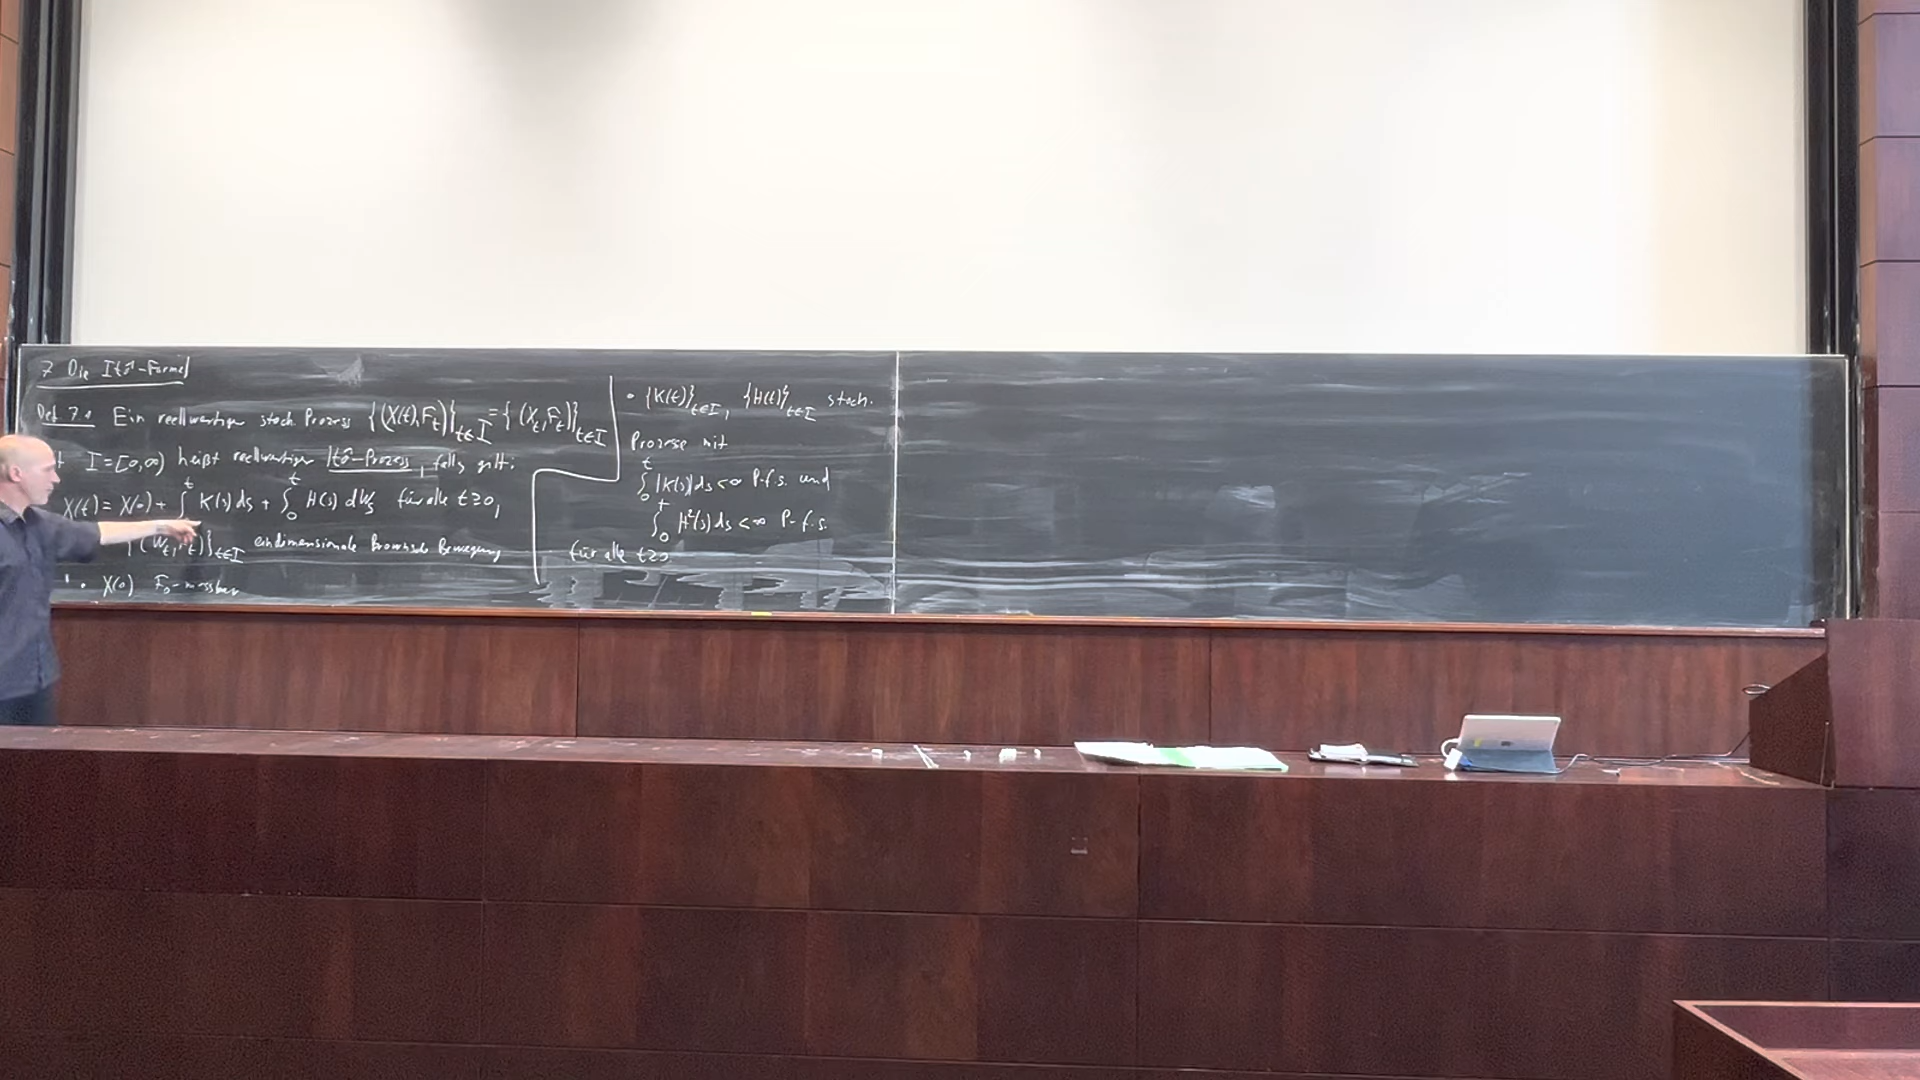 7 Die Itô-Formel
Def 7.1 Ein reellwertiger stoch. Prozess {(X(t), F_t)}_{t∈I} = {(X_t, F_t)}_{t∈I}
I=[0,∞) heißt reellwertiger Itô-Prozess, falls gilt:
X(t) = X(0) + ∫_0^t K(s) ds + ∫_0^t H(s) dW_s für alle t≥0,
{(W_t, F_t)}_{t∈I} eindimensionale Brownsche Bewegung
• X(0) F_0-messbar
• {K(t)}_{t∈I}, {H(t)}_{t∈I} stoch.
Prozesse mit
∫_0^t |K(s)| ds < ∞ P-f.s. und
∫_0^t H²(s) ds < ∞ P-f.s.
für alle t≥0